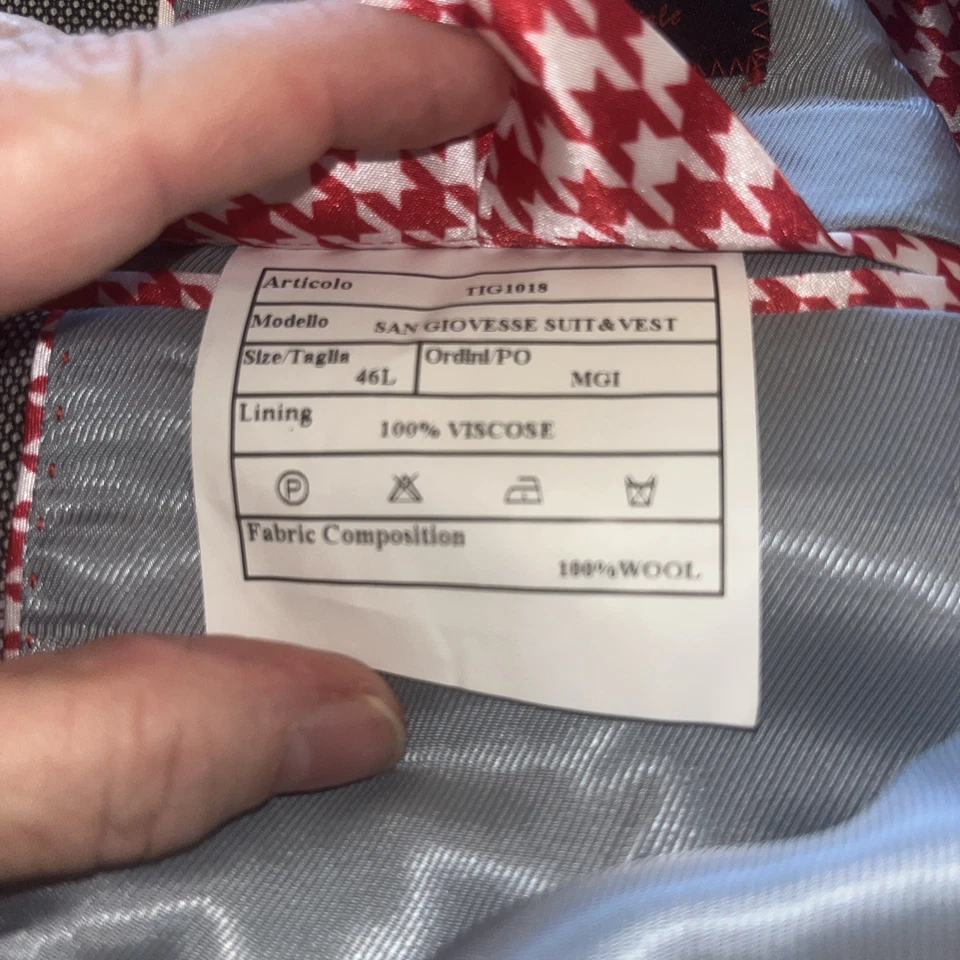 Articolo TIG1018
Modello SAN GIOVESSE SUIT&VEST
Size/Taglia Ordini/PO
46L MGI
Lining
100% VISCOSE
P
Fabric Composition
100%WOOL